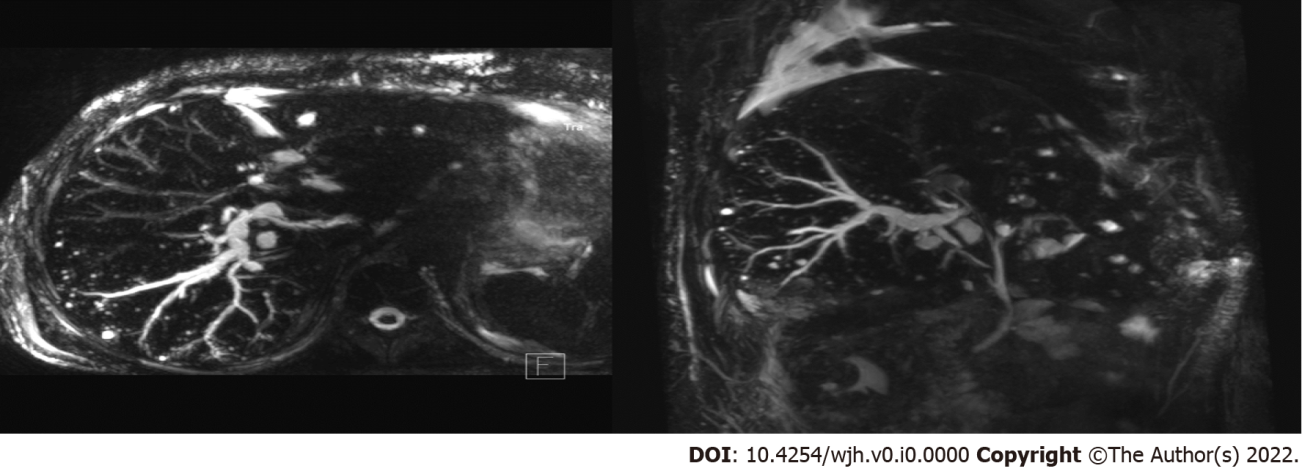 Tra
F
DOI: 10.4254/wjh.v0.i0.0000 Copyright ©The Author(s) 2022.